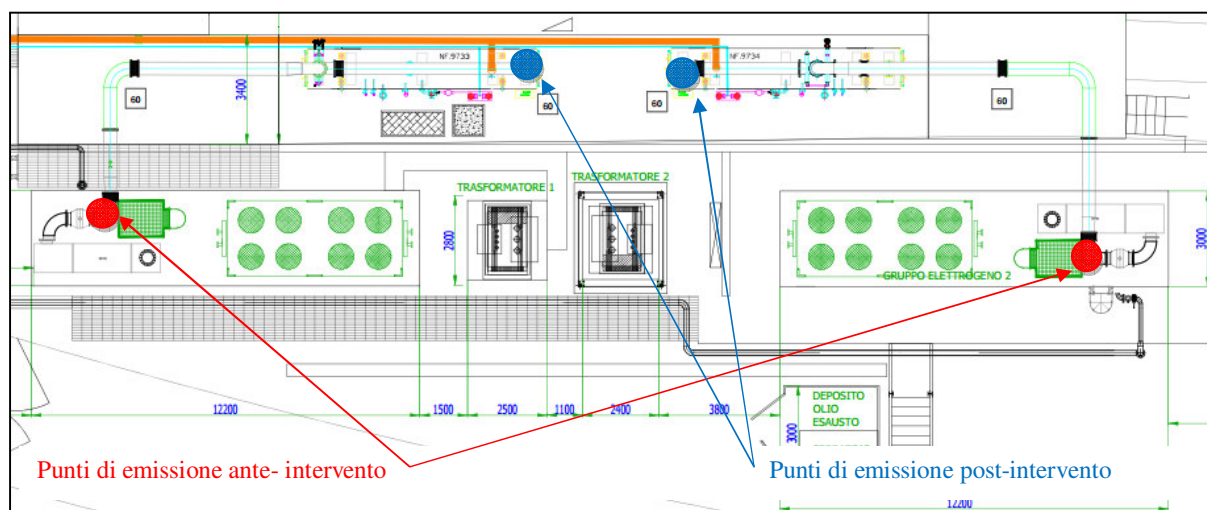 NF.9733
NF.9734
3400
60
60
60
60
TRASFORMATORE 1
TRASFORMATORE 2
2800
3000
GRUPPO ELETTROGENO 2
12200
1500
2500
1100
2400
3800
DEPOSITO
OLIO
ESAUSTO
3000
Punti di emissione ante- intervento
Punti di emissione post-intervento
12200